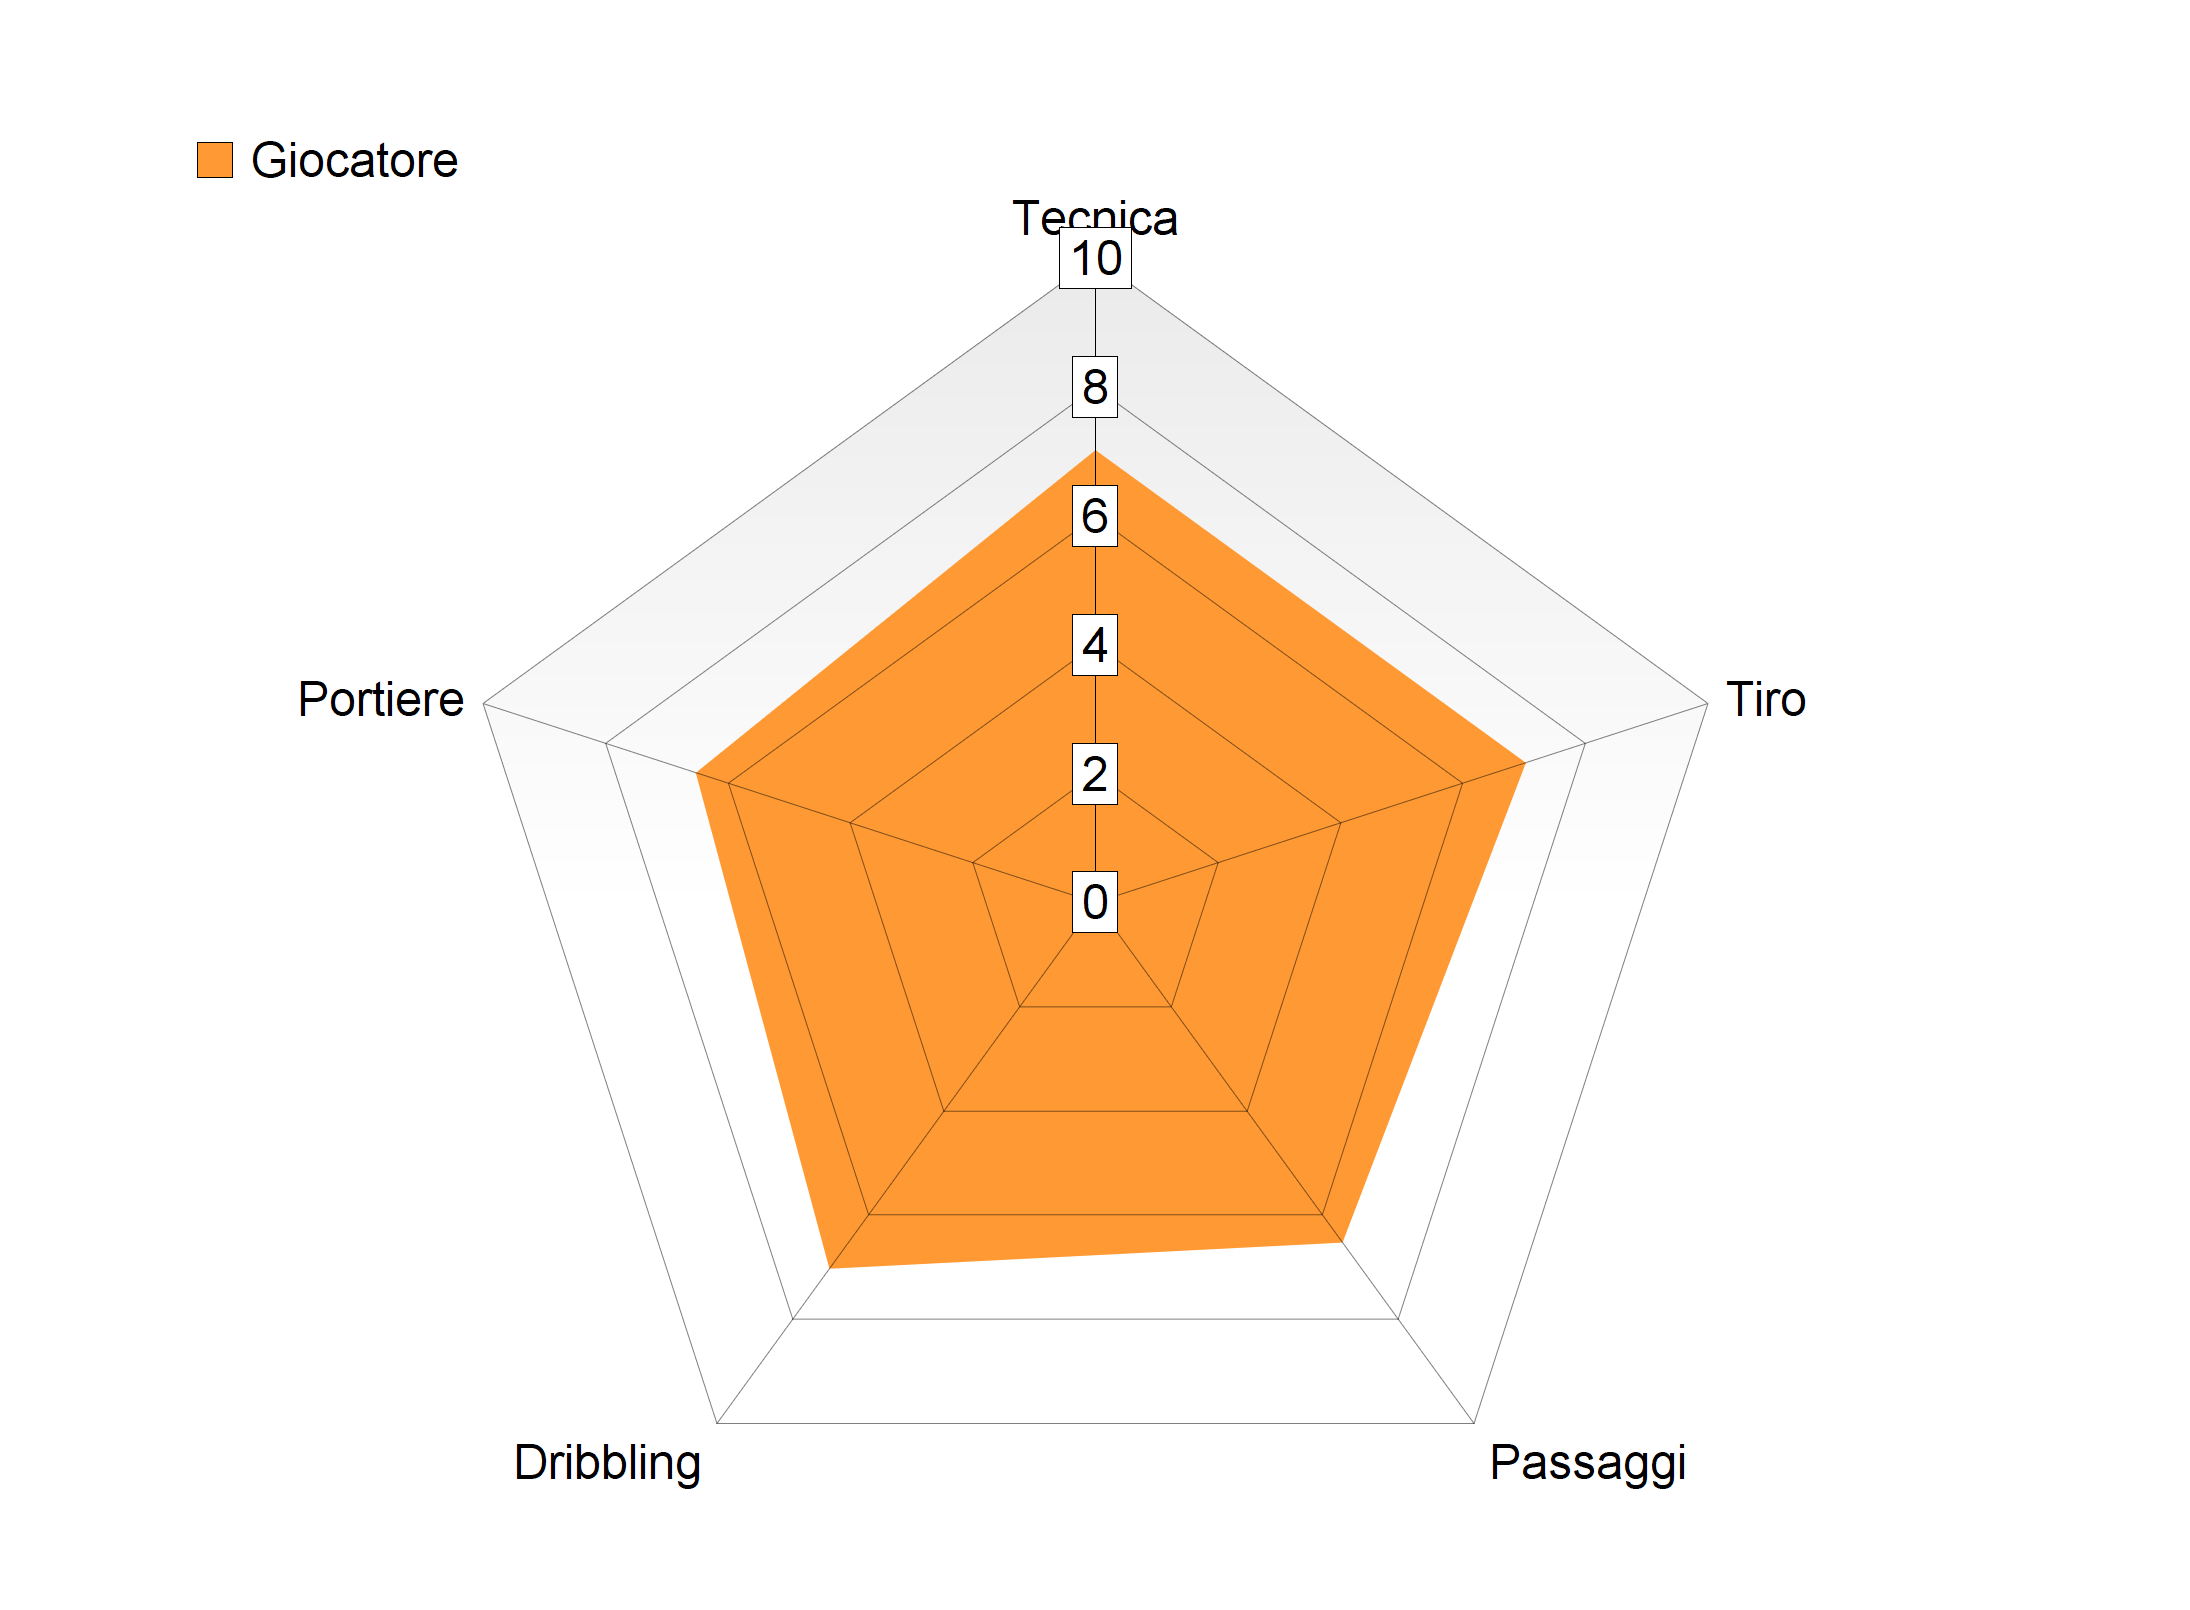 Giocatore
Tecnica
10
8
6
4
Portiere
Tiro
2
0
Dribbling
Passaggi